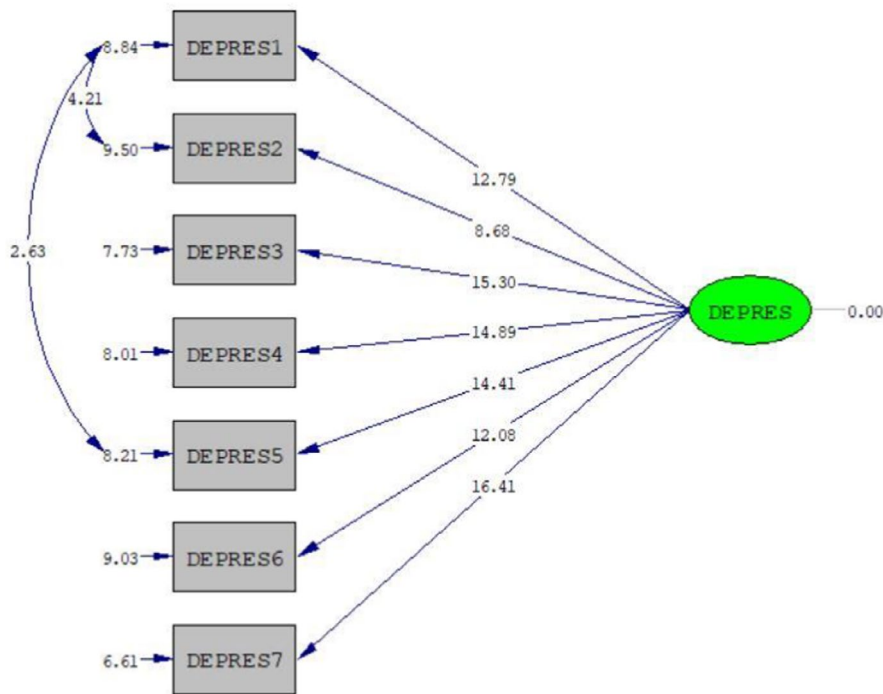 8.84 DEPRES1
4.21
12.79
9.50 DEPRES2
8.68
2.63 7.73 DEPRES3
15.30
DEPRES 0.00
14.89
8.01 DEPRES4
14.41
12.08
8.21 DEPRES5
16.41
9.03 DEPRES6
6.61 DEPRES7